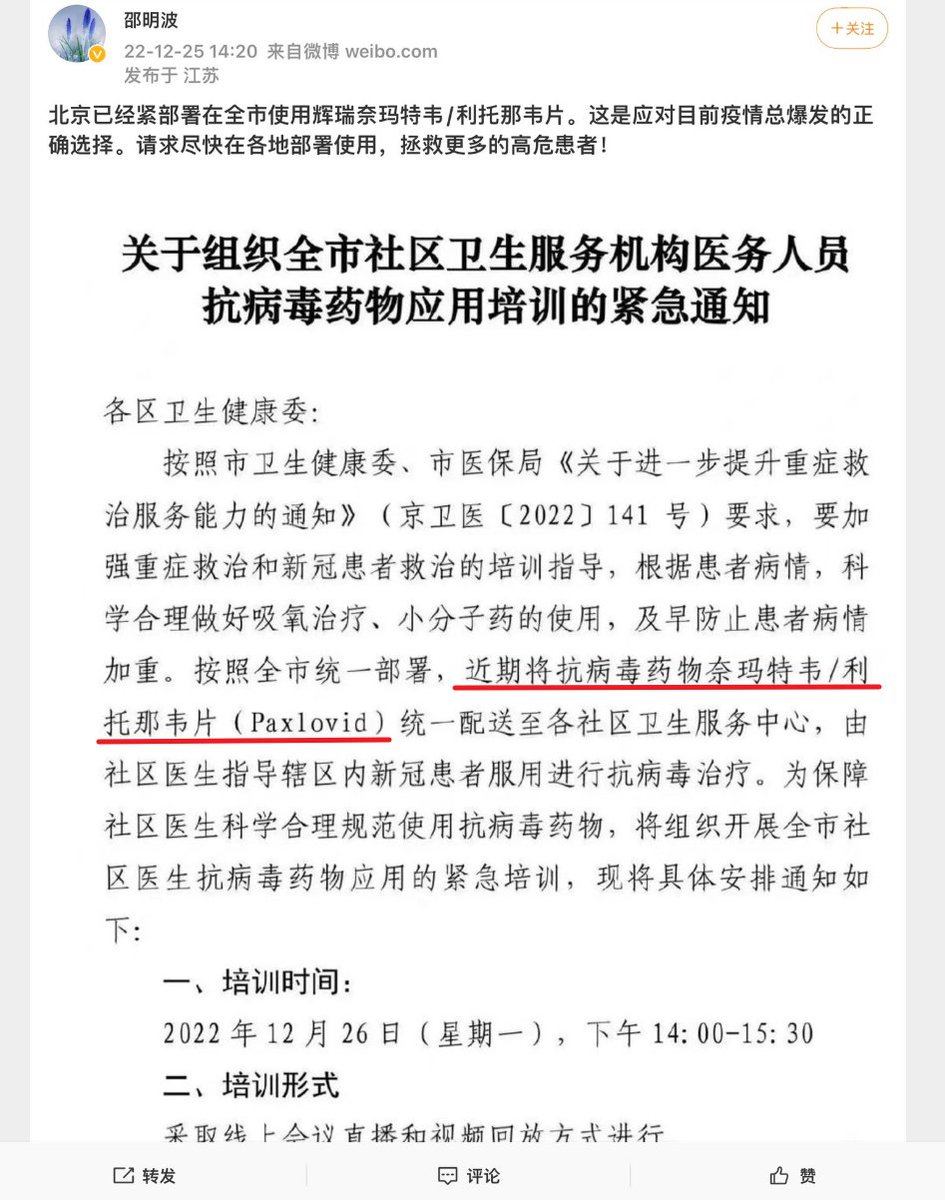 邵明波
+关注
22-12-25 14:20 来自微博 weibo.com
发布于 江苏
北京已经紧部署在全市使用辉瑞奈玛特韦/利托那韦片。这是应对目前疫情总爆发的正
确选择。请求尽快在各地部署使用，拯救更多的高危患者！
关于组织全市社区卫生服务机构医务人员
抗病毒药物应用培训的紧急通知
各区卫生健康委：
按照市卫生健康委、市医保局《关于进一步提升重症救
治服务能力的通知》（京卫医〔2022〕141 号）要求，要加
强重症救治和新冠患者救治的培训指导，根据患者病情，科
学合理做好吸氧治疗、小分子药的使用，及早防止患者病情
加重。按照全市统一部署，近期将抗病毒药物奈玛特韦/利
托那韦片（Paxlovid）统一配送至各社区卫生服务中心，由
社区医生指导辖区内新冠患者服用进行抗病毒治疗。为保障
社区医生科学合理规范使用抗病毒药物，将组织开展全市社
区医生抗病毒药物应用的紧急培训，现将具体安排通知如
下：
一、培训时间：
2022 年 12 月 26 日（星期一），下午 14：00-15：30
二、培训形式
采取线上会议直播和视频回放方式进行
转发
评论
赞